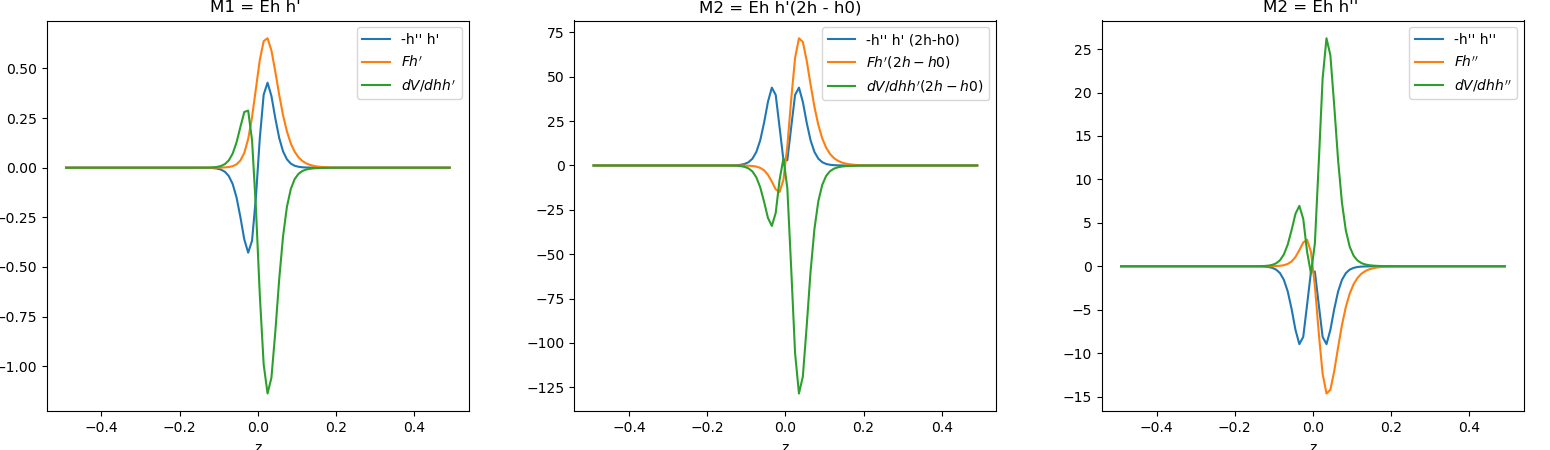 M1 = Eh h'
-h'' h'
Fh'
dV/dhh'
0.50
0.25
0.00
−0.25
−0.50
−0.75
−1.00
−0.4
−0.2
0.0
0.2
0.4
z
M2 = Eh h'(2h - h0)
-h'' h' (2h-h0)
Fh'(2h − h0)
dV/dhh'(2h − h0)
75
50
25
0
−25
−50
−75
−100
−125
−0.4
−0.2
0.0
0.2
0.4
z
M2 = Eh h''
-h'' h''
Fh''
dV/dhh''
25
20
15
10
5
0
−5
−10
−15
−0.4
−0.2
0.0
0.2
0.4
z